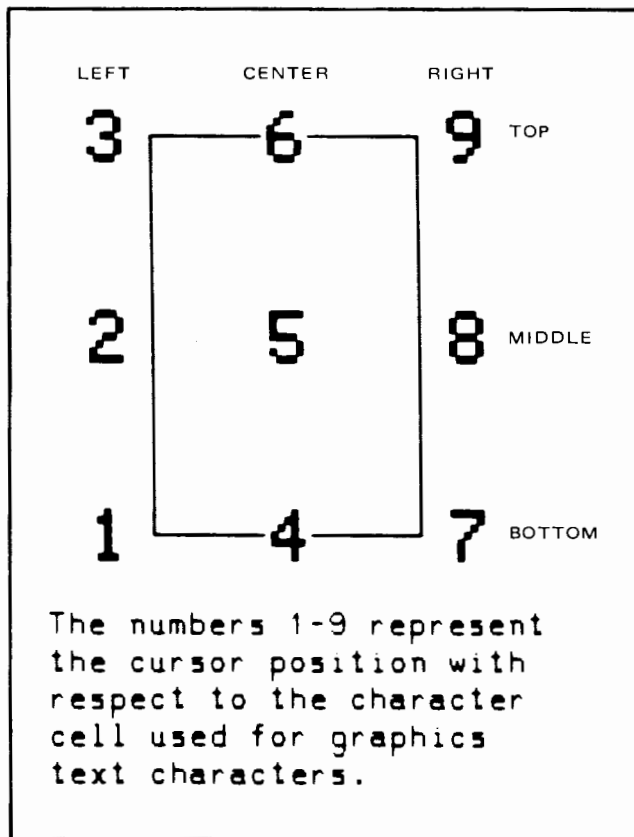 LEFT CENTER RIGHT
3 6 9 TOP
2 5 8 MIDDLE
1 4 7 BOTTOM
The numbers 1-9 represent
the cursor position with
respect to the character
cell used for graphics
text characters.